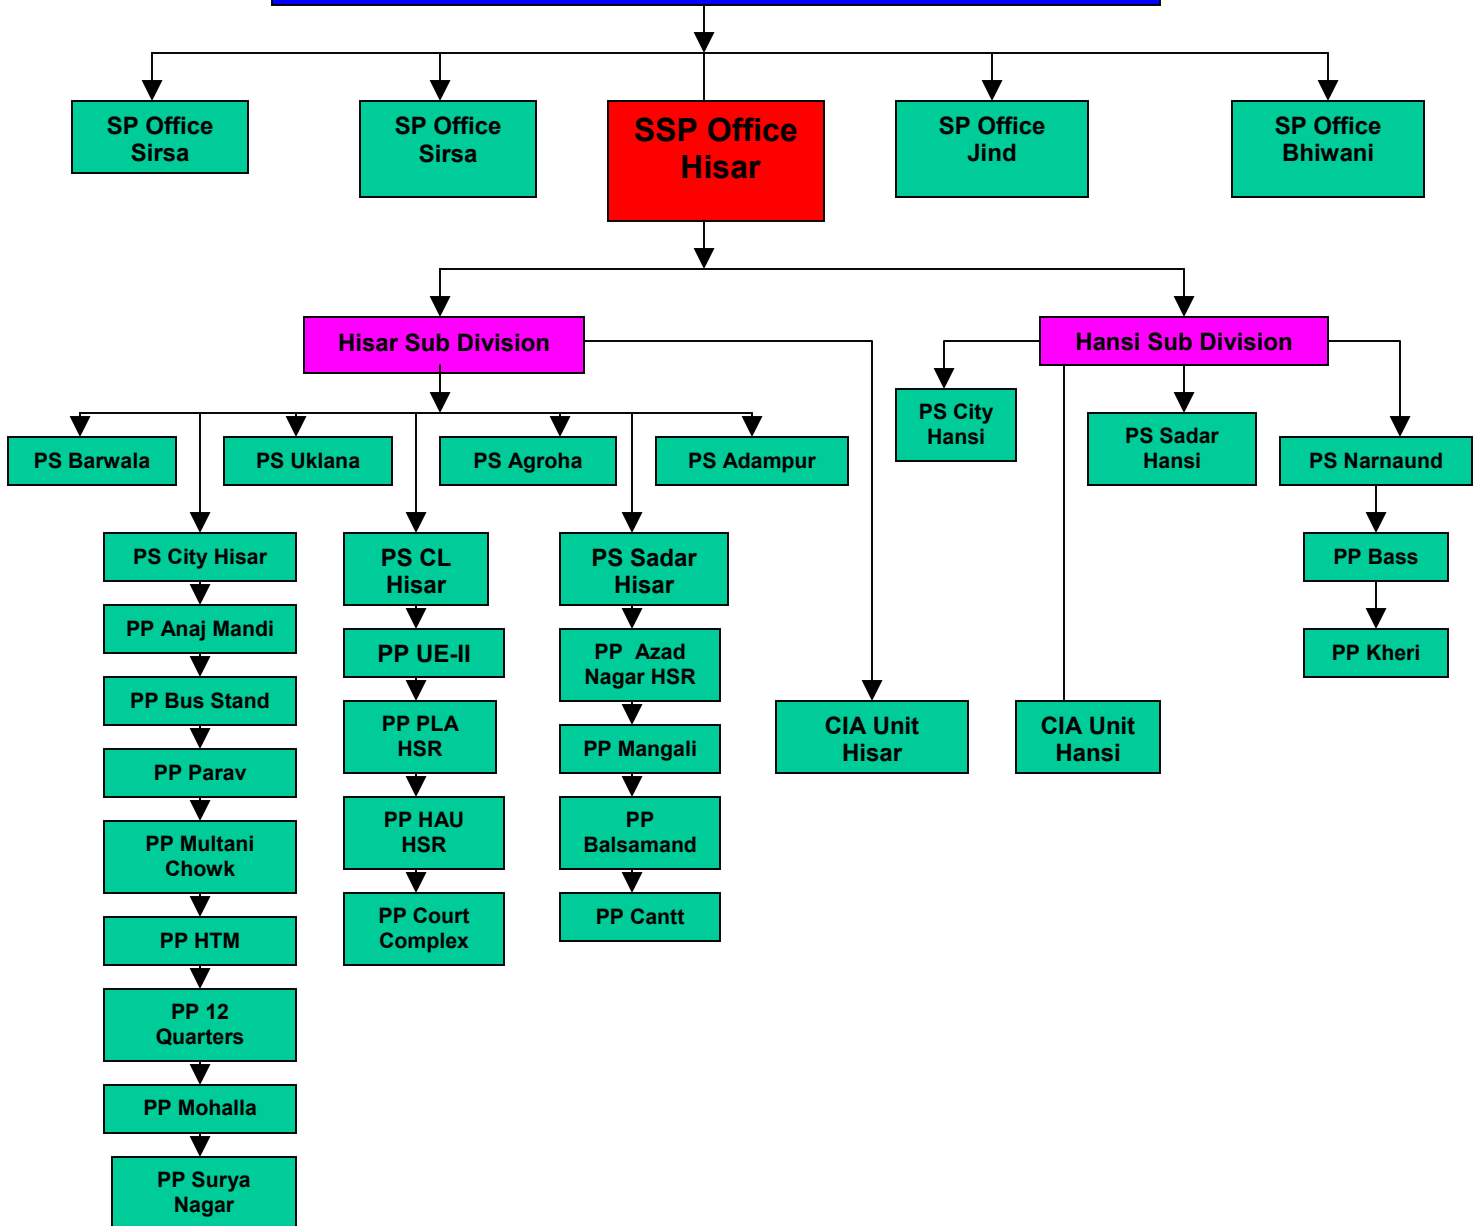 SP Office
Sirsa
SP Office
Sirsa
SSP Office
Hisar
SP Office
Jind
SP Office
Bhiwani
Hisar Sub Division
Hansi Sub Division
PS City
Hansi
PS Sadar
Hansi
PS Narnaund
PS Barwala
PS Uklana
PS Agroha
PS Adampur
PS City Hisar
PS CL
Hisar
PS Sadar
Hisar
PP Bass
PP Anaj Mandi
PP UE-II
PP  Azad
Nagar HSR
PP Kheri
PP Bus Stand
PP PLA
HSR
PP Mangali
CIA Unit
Hisar
CIA Unit
Hansi
PP Parav
PP HAU
HSR
PP
Balsamand
PP Multani
Chowk
PP Court
Complex
PP Cantt
PP HTM
PP 12
Quarters
PP Mohalla
PP Surya
Nagar